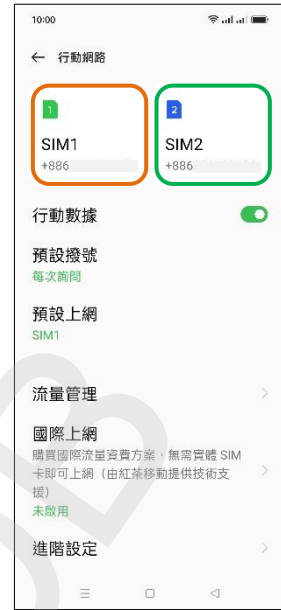 10:00
← 行動網路
1
2
SIM1
SIM2
+886
+886
行動數據
預設撥號
每次詢問
預設上網
SIM1
流量管理
國際上網
購買國際流量資費方案，無需實體 SIM
卡即可上網（由紅茶移動提供技術支
援）
未啟用
進階設定